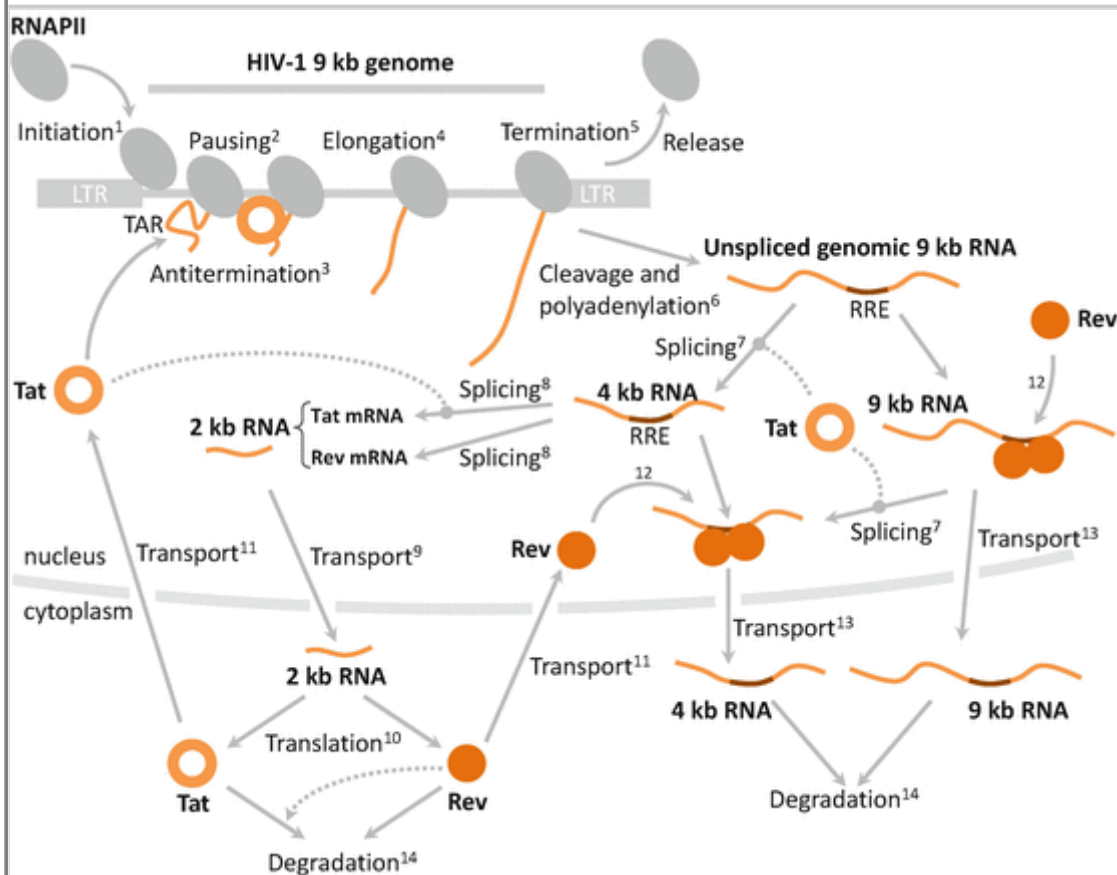 RNAPII
HIV-1 9 kb genome
Initiation1
Pausing2
Elongation4
Termination5
Release
LTR
LTR
TAR
Antitermination3
Unspliced genomic 9 kb RNA
Cleavage and
polyadenylation6
RRE
Rev
Splicing7
12
Tat
Splicing8
4 kb RNA
9 kb RNA
2 kb RNA
Tat mRNA
RRE
Tat
Rev mRNA
Splicing8
12
Splicing7
Rev
nucleus
Transport11
Transport9
Transport13
cytoplasm
Transport13
2 kb RNA
Transport11
4 kb RNA
9 kb RNA
Translation10
Tat
Rev
Degradation14
Degradation14